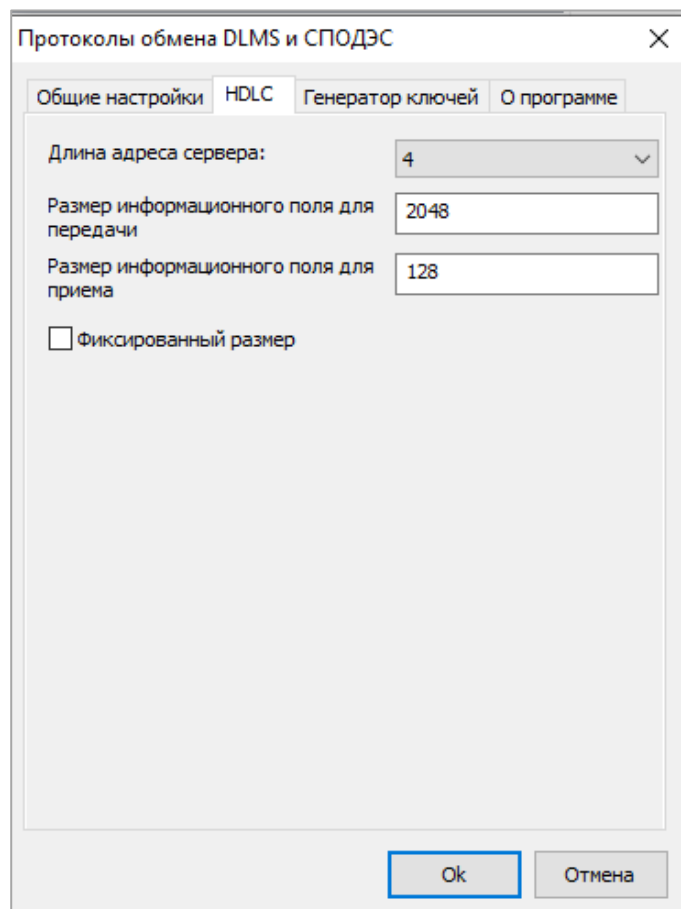 Протоколы обмена DLMS и СПОДЭС
Общие настройки HDLC Генератор ключей О программе
Длина адреса сервера: 4
Размер информационного поля для
передачи
2048
Размер информационного поля для
приема
128
Фиксированный размер
Ok Отмена